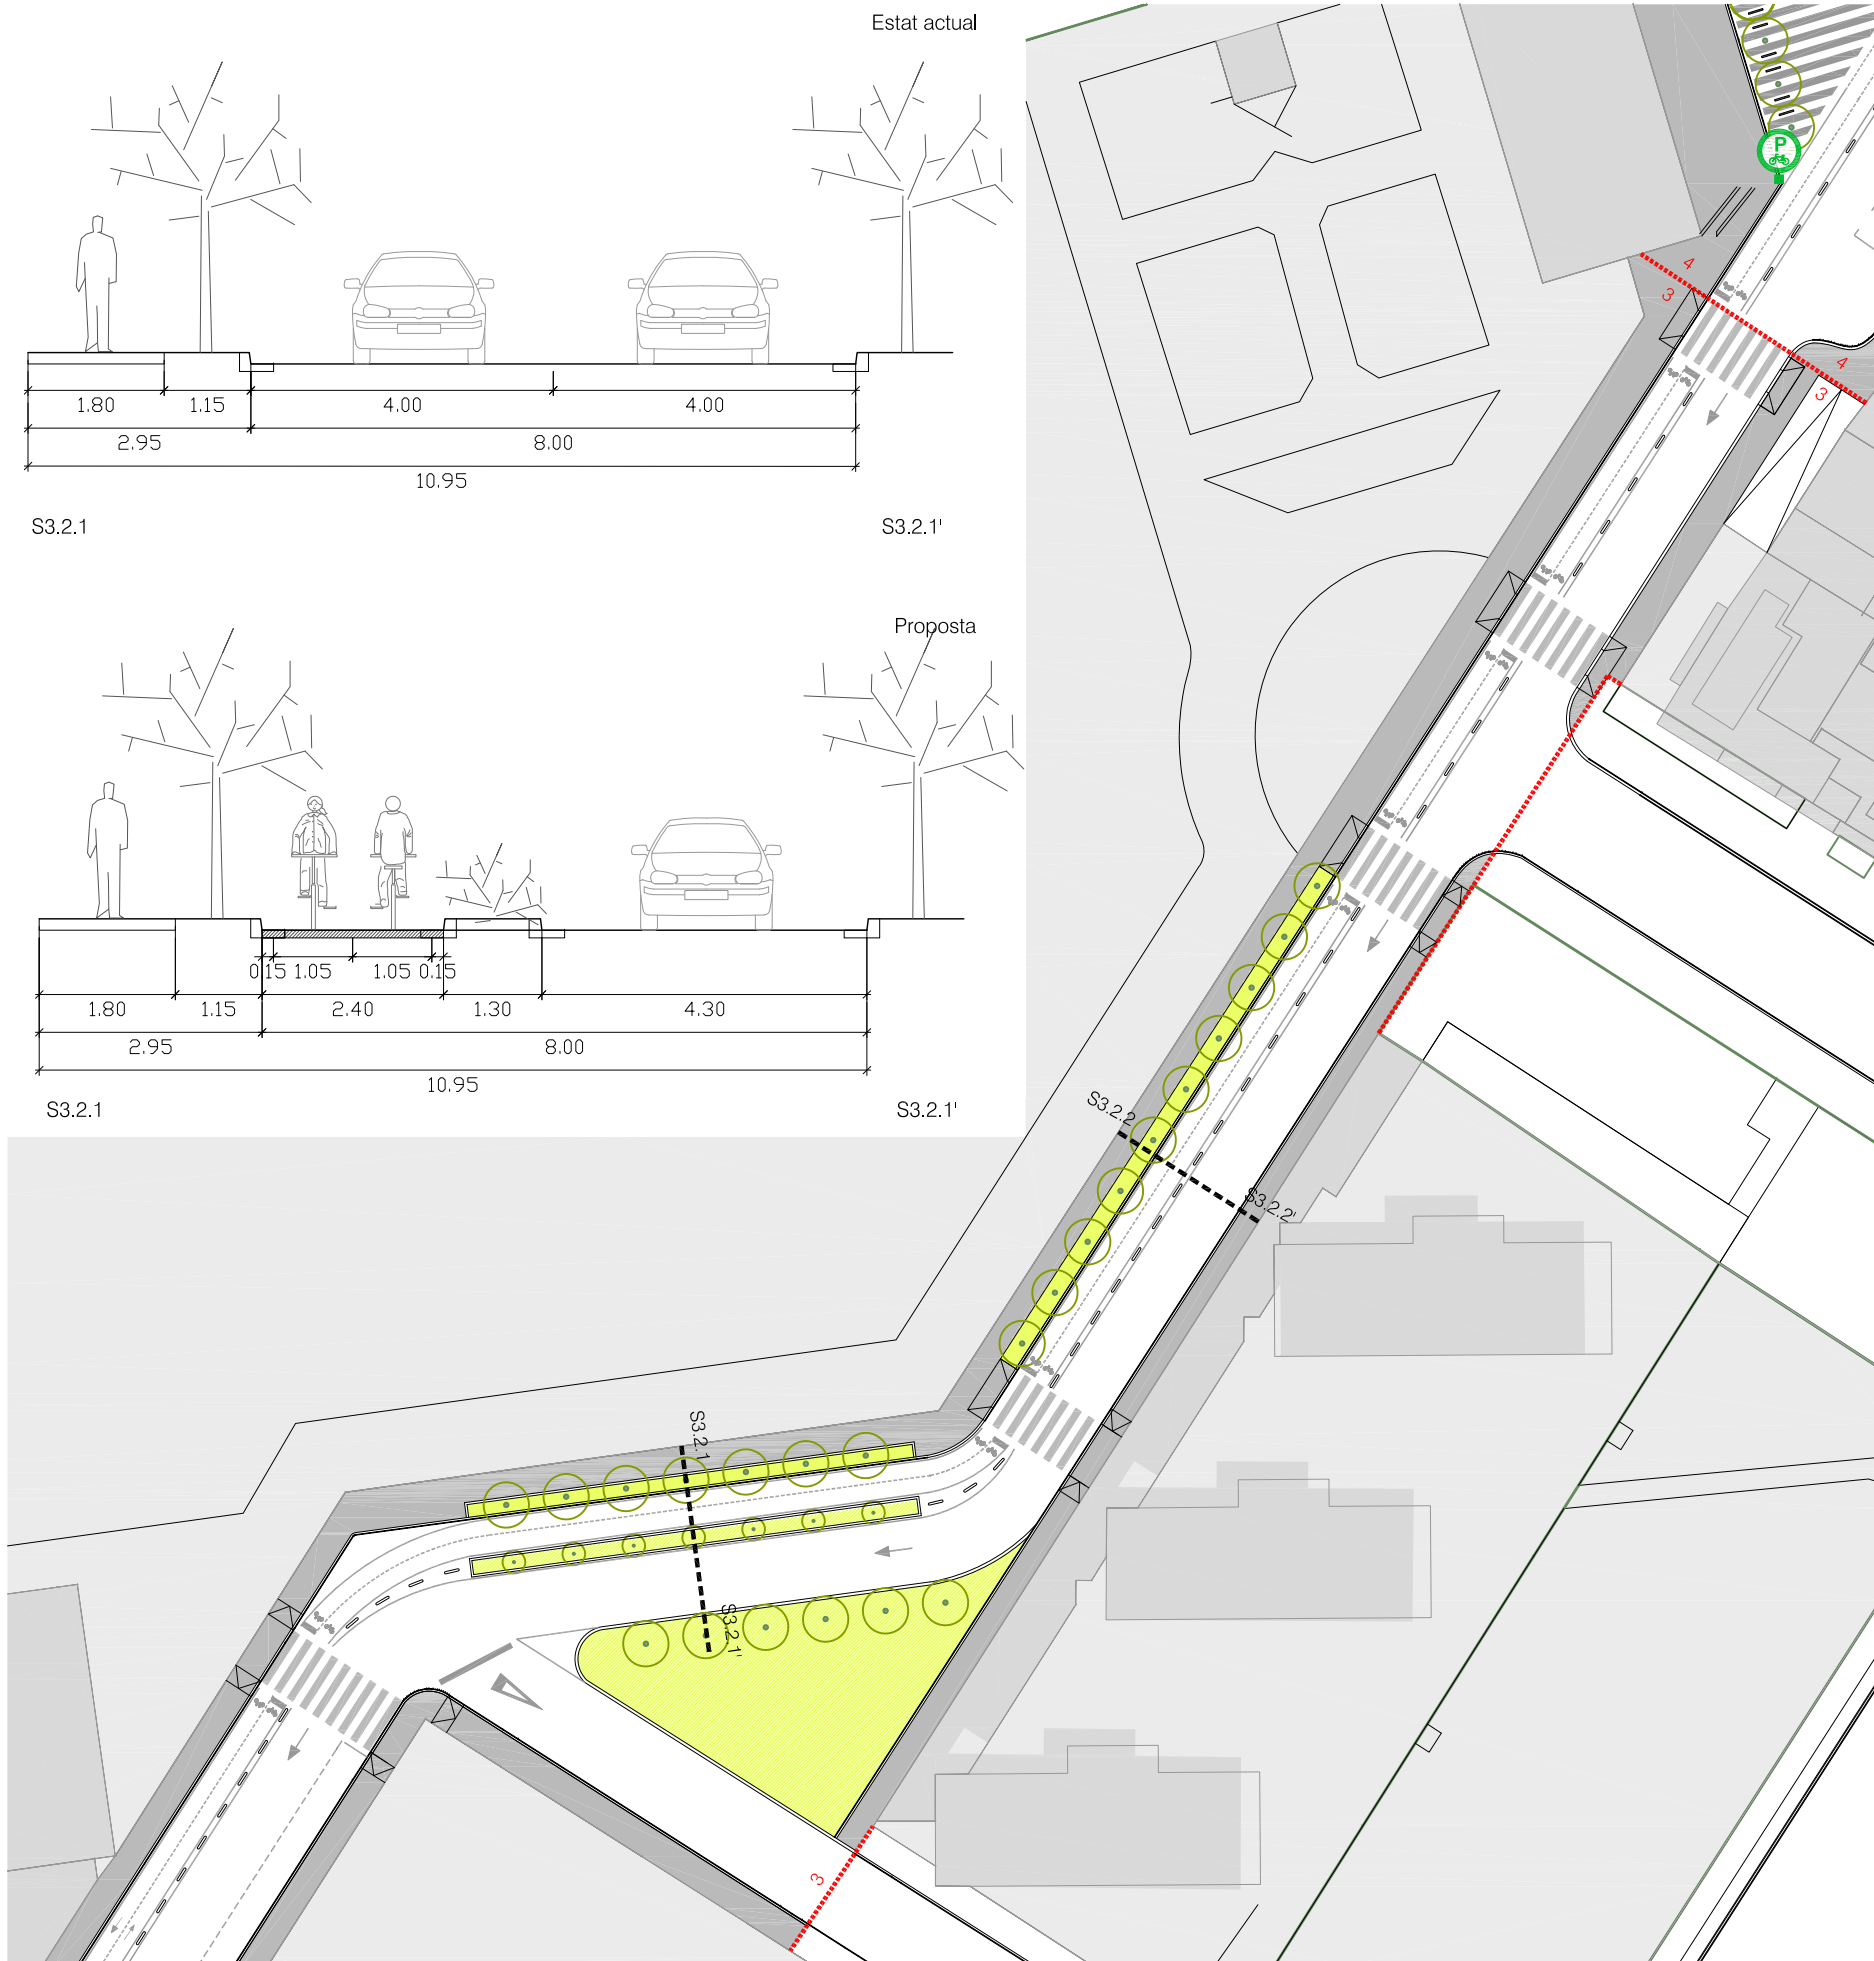 Estat actual
1.80 1.15 4.00 4.00
2.95 8.00
10.95
S3.2.1 S3.2.1'
Proposta
0.15 1.05 1.05 0.15
1.80 1.15 2.40 1.30 4.30
2.95 8.00
10.95
S3.2.1 S3.2.1'
P
4
3
4
3
S3.2.2
S3.2.2'
S3.2.1
S3.2.1'
3